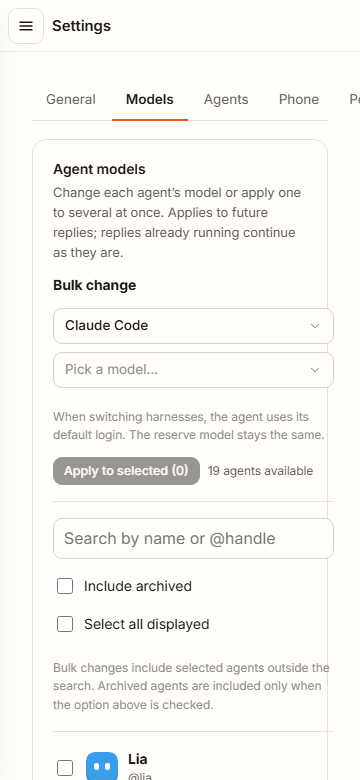 Settings
General Models Agents Phone
Agent models
Change each agent's model or apply one
to several at once. Applies to future
replies; replies already running continue
as they are.
Bulk change
Claude Code
Pick a model...
When switching harnesses, the agent uses its
default login. The reserve model stays the same.
Apply to selected (0) 19 agents available
Search by name or @handle
Include archived
Select all displayed
Bulk changes include selected agents outside the
search. Archived agents are included only when
the option above is checked.
Lia
@lia